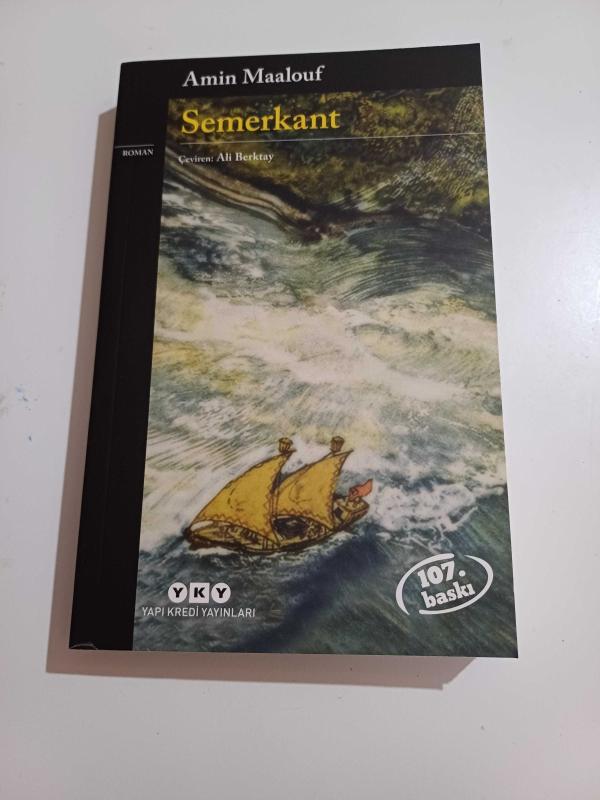 Amin Maalouf
Semerkant
ROMAN
Çeviren: Ali Berktay
107.
baskı
YKY
YAPI KREDİ YAYINLARI